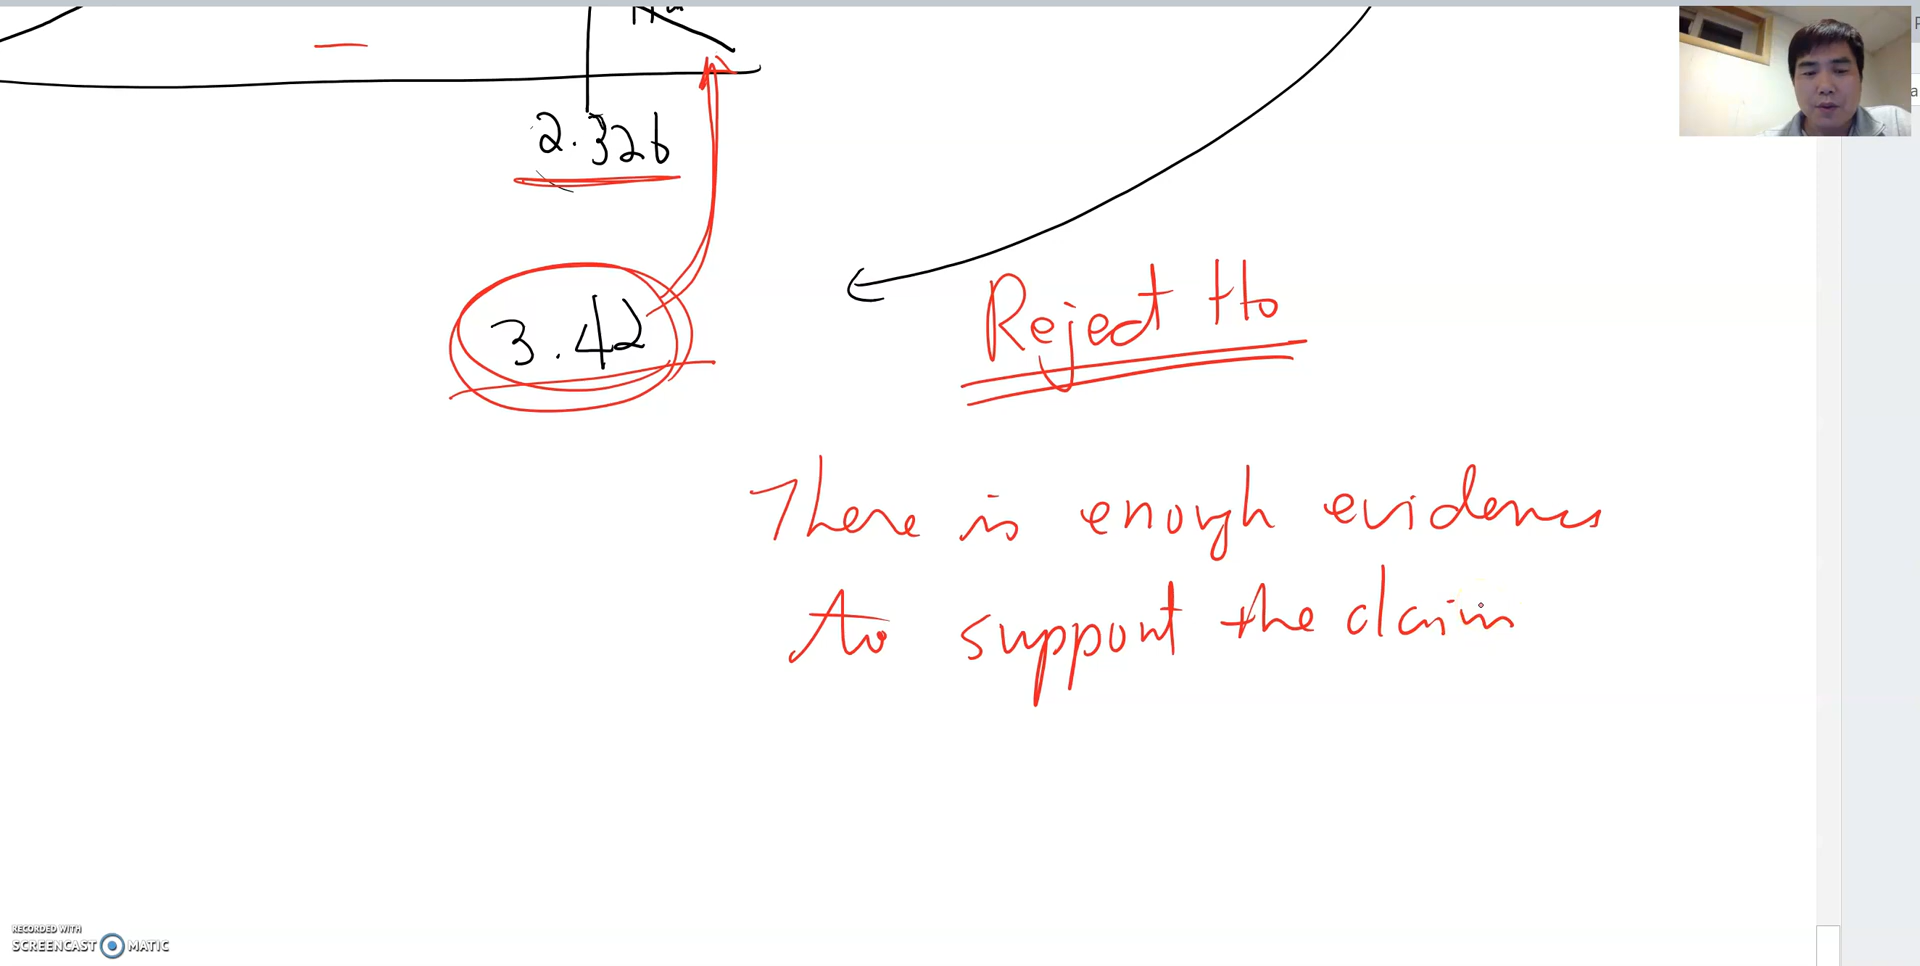 2.326
3.42
Reject Ho
There is enough evidence
to support the claim
RECORDED WITH
SCREENCAST MATIC